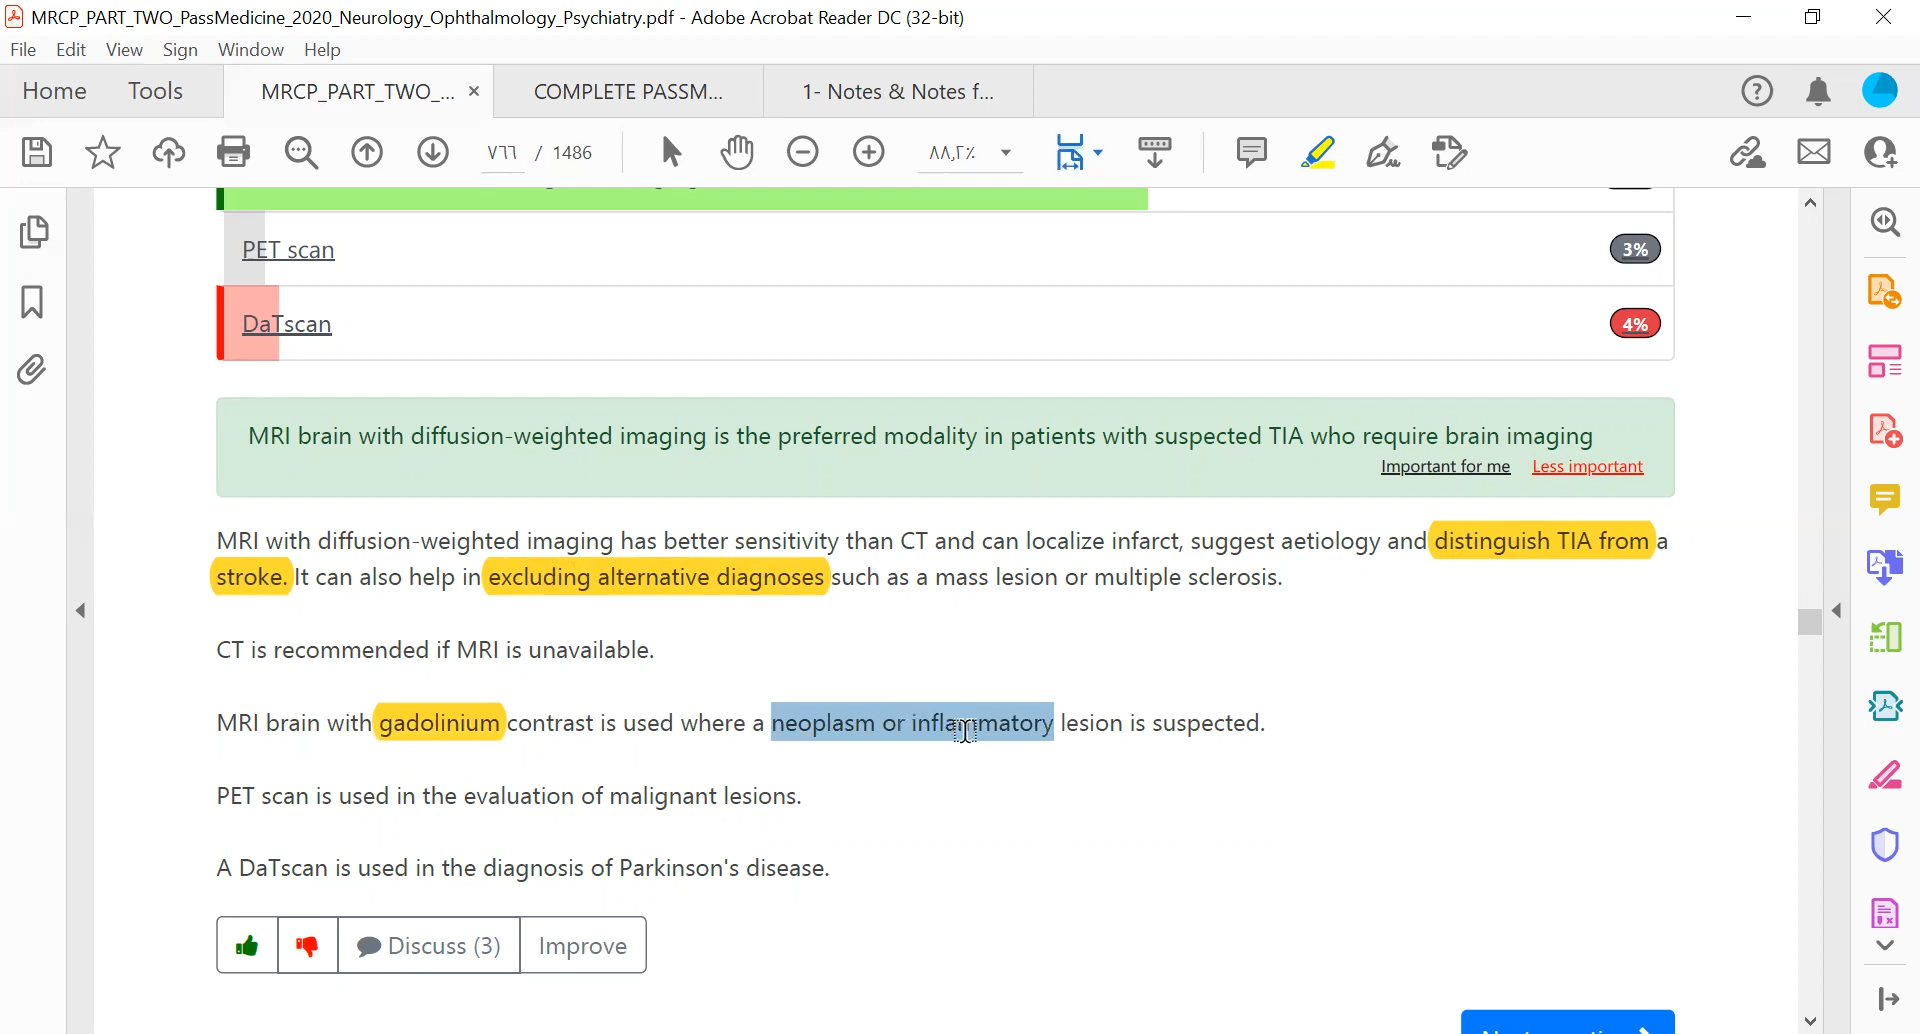 MRCP_PART_TWO_PassMedicine_2020_Neurology_Ophthalmology_Psychiatry.pdf - Adobe Acrobat Reader DC (32-bit)
File Edit View Sign Window Help
Home Tools MRCP_PART_TWO_... × COMPLETE PASSM... 1- Notes & Notes f...
٧٦٦ / 1486 ٨٨,٢٪
PET scan 3%
DaTscan 4%
MRI brain with diffusion-weighted imaging is the preferred modality in patients with suspected TIA who require brain imaging
Important for me Less important
MRI with diffusion-weighted imaging has better sensitivity than CT and can localize infarct, suggest aetiology and distinguish TIA from a
stroke. It can also help in excluding alternative diagnoses such as a mass lesion or multiple sclerosis.
CT is recommended if MRI is unavailable.
MRI brain with gadolinium contrast is used where a neoplasm or inflammatory lesion is suspected.
PET scan is used in the evaluation of malignant lesions.
A DaTscan is used in the diagnosis of Parkinson's disease.
Discuss (3) Improve